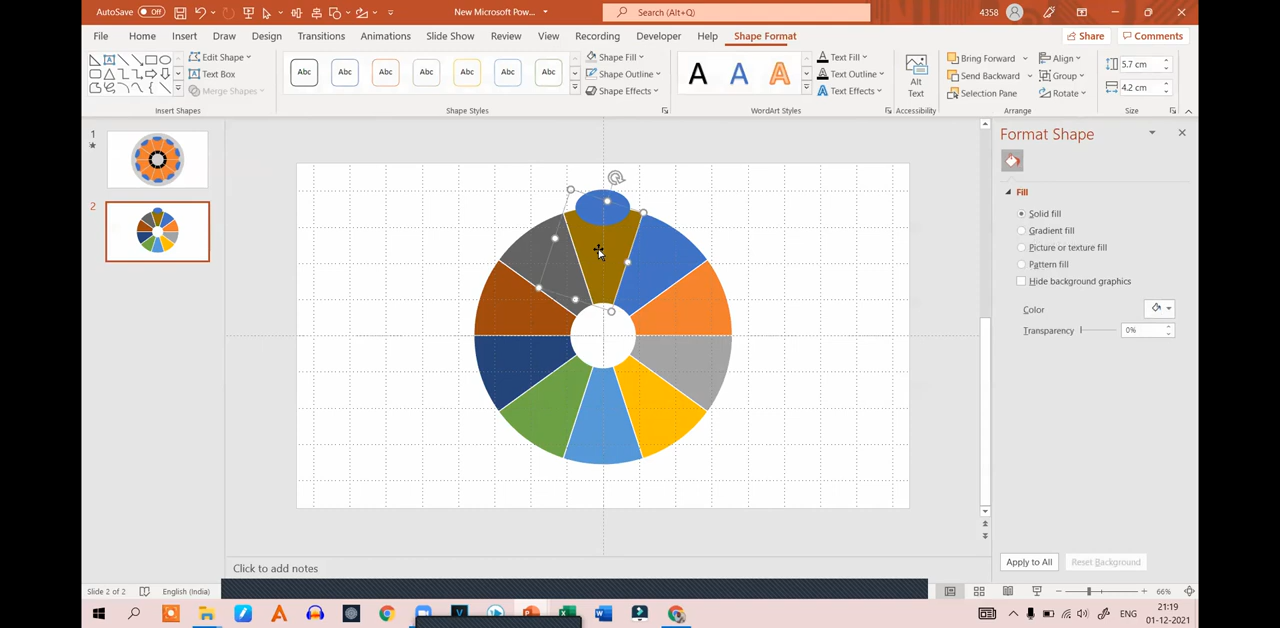 AutoSave Off New Microsoft Pow... Search (Alt+Q) 4358
File Home Insert Draw Design Transitions Animations Slide Show Review View Recording Developer Help Shape Format Share Comments
Edit Shape
Text Box
Merge Shapes
Insert Shapes
Abc Abc Abc Abc Abc Abc Abc
Shape Fill
Shape Outline
Shape Effects
Shape Styles
A A A
Text Fill
Text Outline
Text Effects
WordArt Styles
Alt
Text
Accessibility
Bring Forward
Send Backward
Selection Pane
Align
Group
Rotate
Arrange
5.7 cm
4.2 cm
Size
1
2
Format Shape
Fill
Solid fill
Gradient fill
Picture or texture fill
Pattern fill
Hide background graphics
Color
Transparency 0%
Apply to All Reset Background
Click to add notes
Slide 2 of 2 English (India) 66%
ENG
21:19
01-12-2021